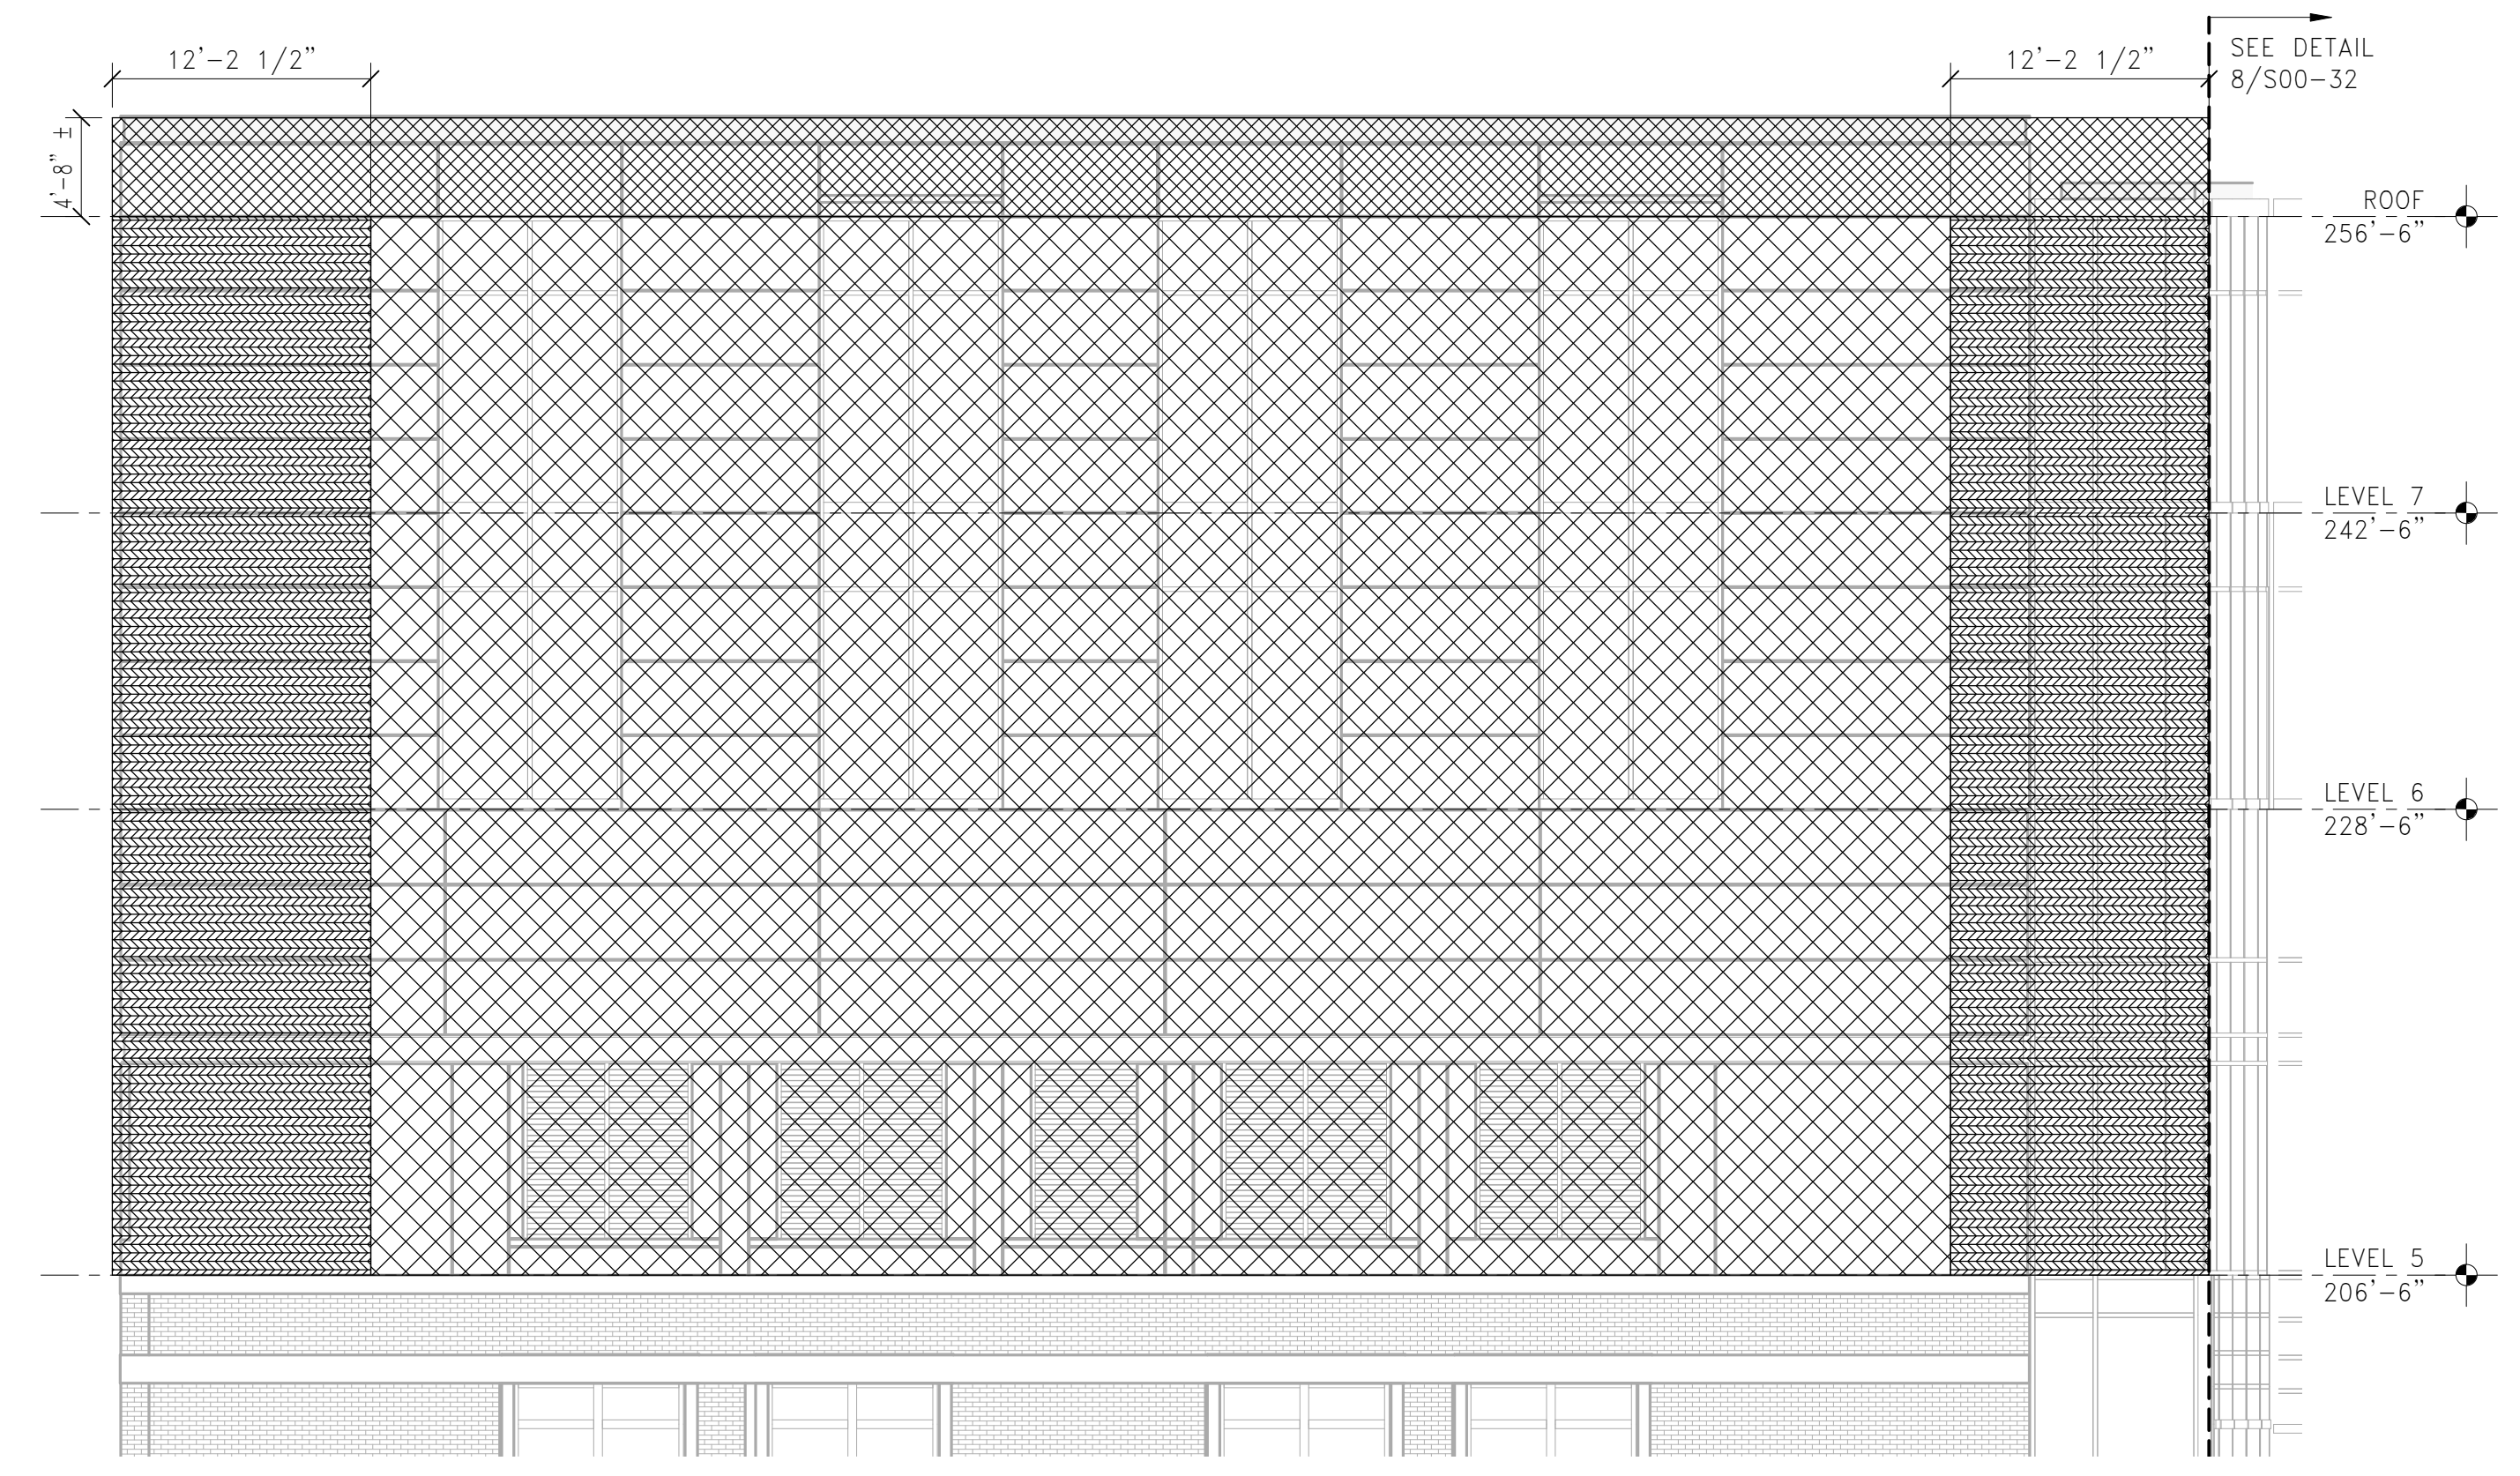 12'-2 1/2"
12'-2 1/2"
SEE DETAIL
8/S00-32
4'-8" ±
ROOF
256'-6"
LEVEL 7
242'-6"
LEVEL 6
228'-6"
LEVEL 5
206'-6"